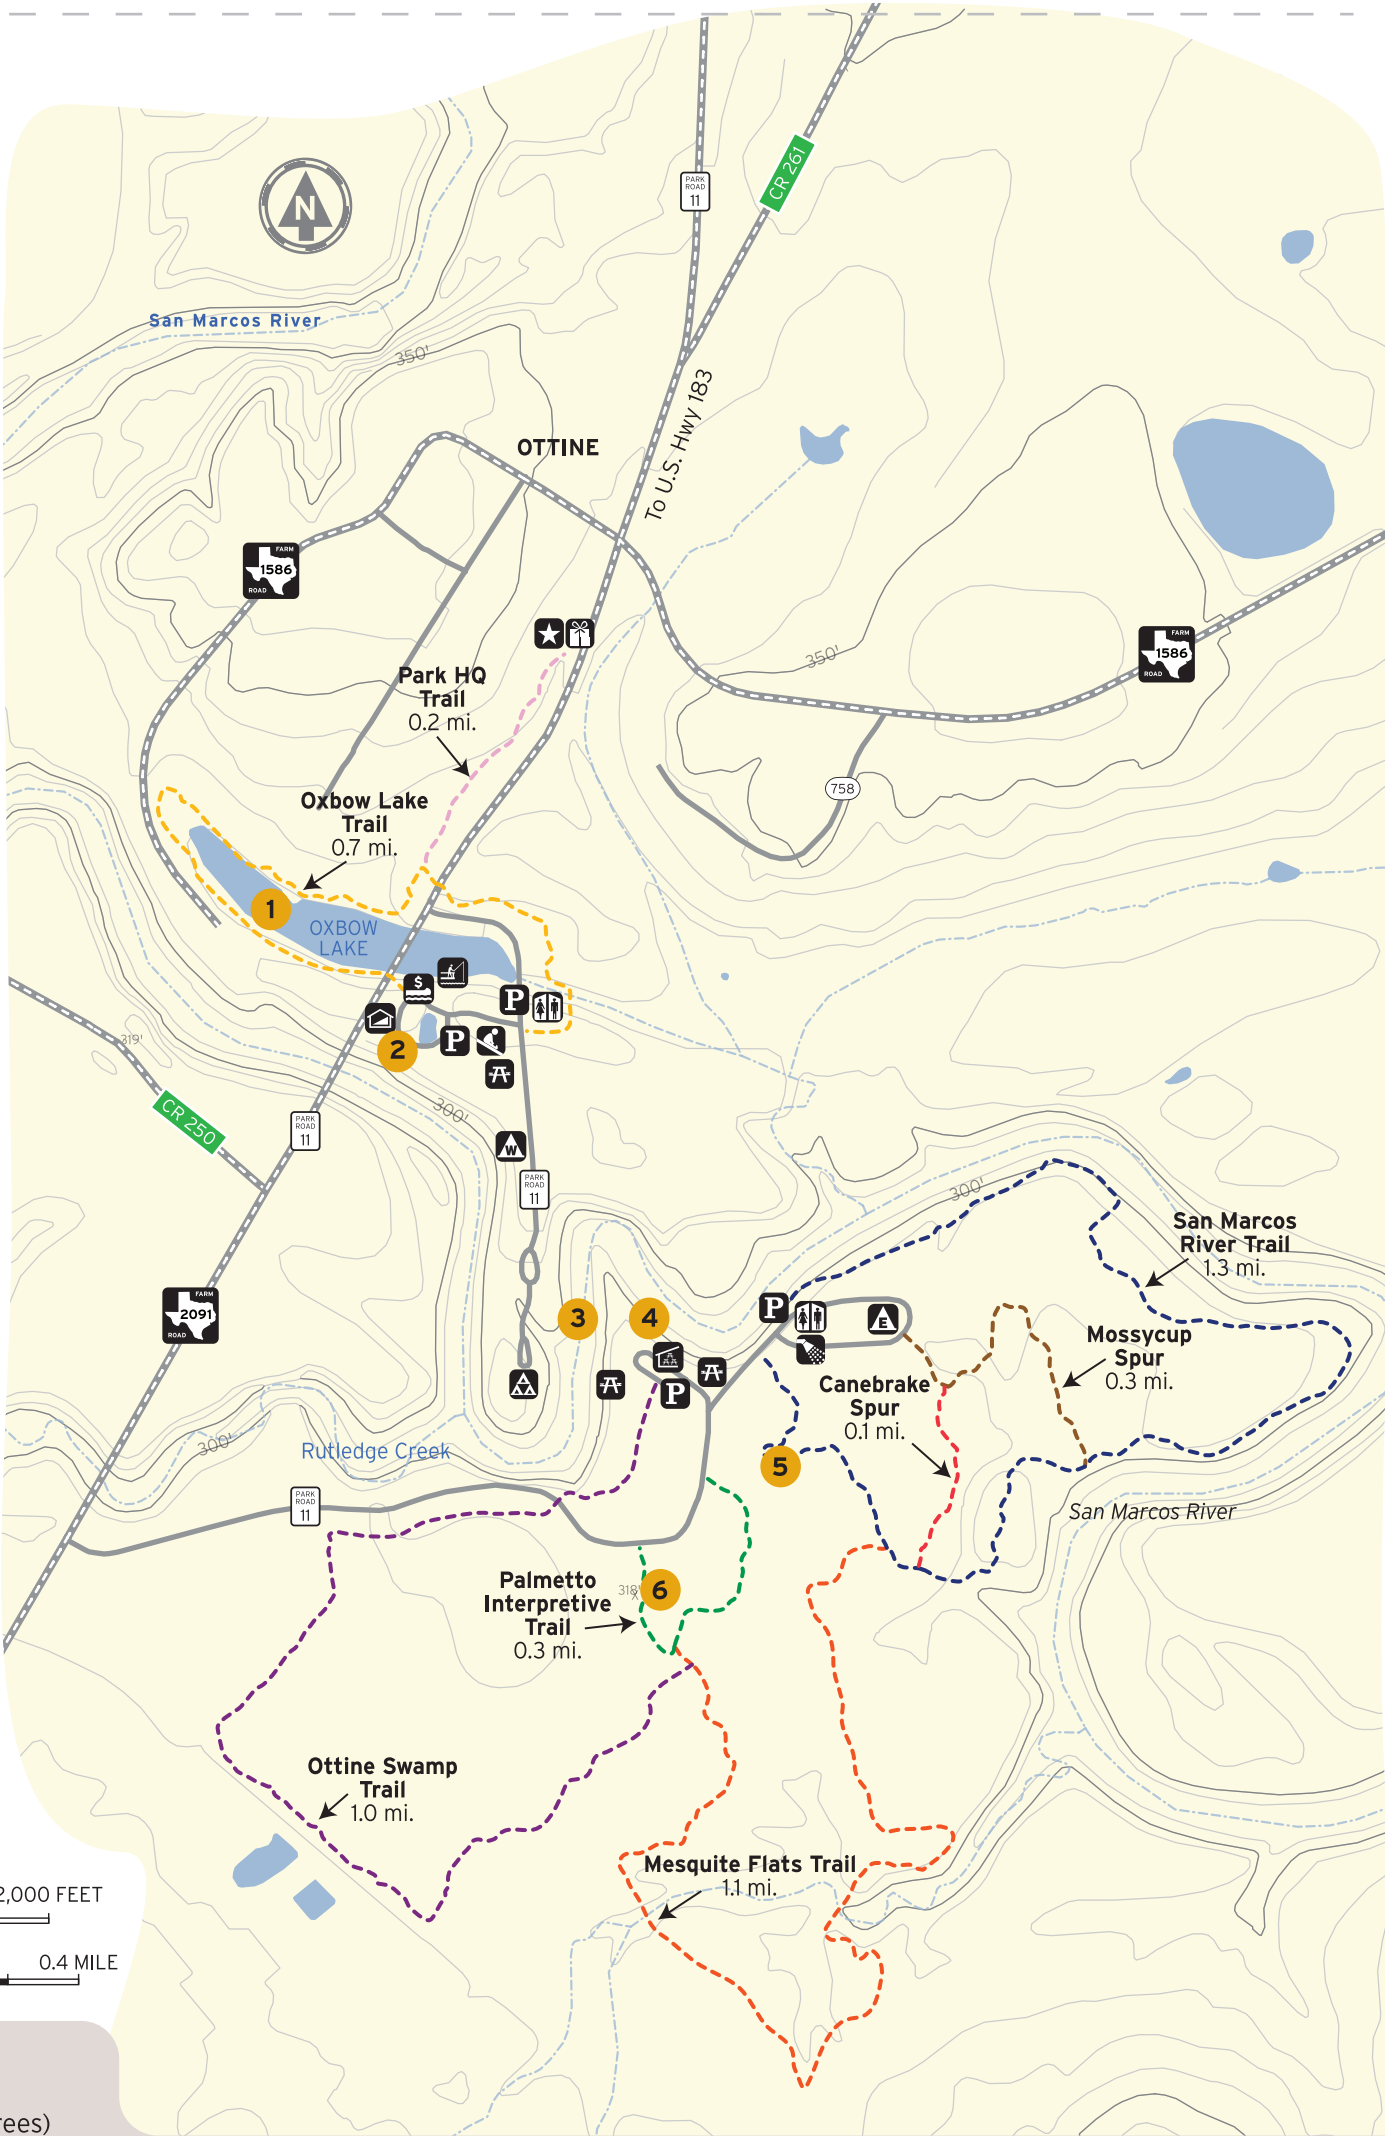 PARK
ROAD
11
CR 261
N
San Marcos River
350'
To U.S. Hwy 183
OTTINE
FARM
1586
ROAD
350'
FARM
1586
ROAD
Park HQ
Trail
0.2 mi.
758
Oxbow Lake
Trail
0.7 mi.
1
OXBOW
LAKE
$
P
2
P
319'
CR 250
300'
PARK
ROAD
11
W
PARK
ROAD
11
300'
San Marcos
River Trail
1.3 mi.
FARM
2091
ROAD
3
4
P
E
Mossycup
Spur
0.3 mi.
P
Canebrake
Spur
0.1 mi.
300'
Rutledge Creek
5
PARK
ROAD
11
San Marcos River
Palmetto
Interpretive
Trail
0.3 mi.
318'
X
6
Ottine Swamp
Trail
1.0 mi.
Mesquite Flats Trail
1.1 mi.
2,000 FEET
0.4 MILE
rees)